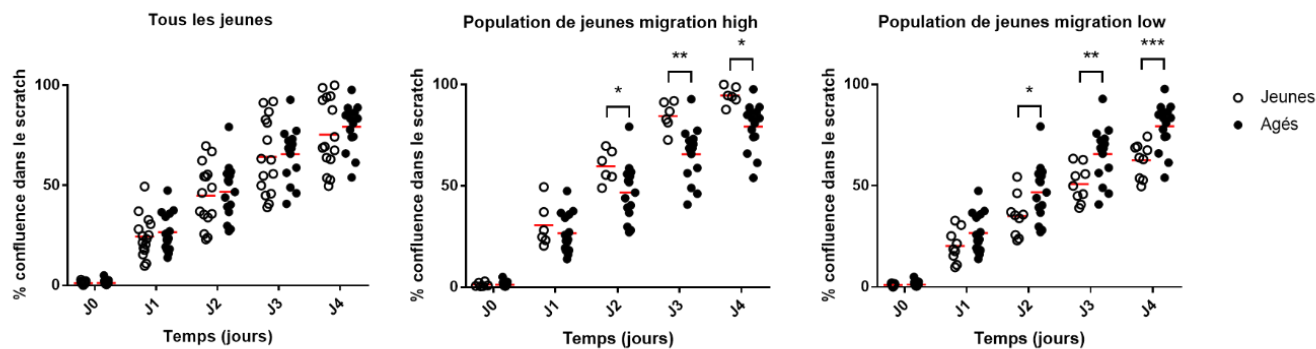 Tous les jeunes
% confluence dans le scratch
100
50
0
J0 J1 J2 J3 J4
Temps (jours)
Population de jeunes migration high
% confluence dans le scratch
100
50
0
* ** *
J0 J1 J2 J3 J4
Temps (jours)
Population de jeunes migration low
% confluence dans le scratch
100
50
0
* ** ***
J0 J1 J2 J3 J4
Temps (jours)
Jeunes
Agés